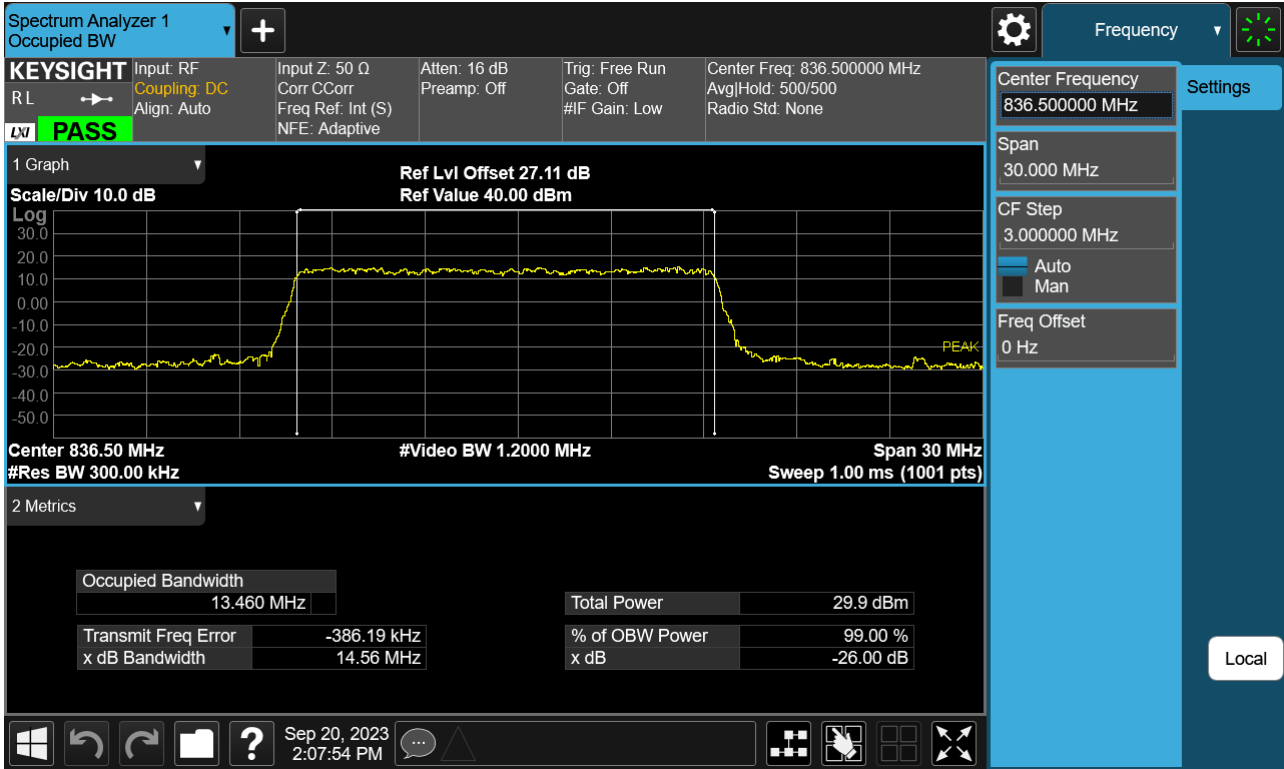 Spectrum Analyzer 1
Occupied BW
Frequency
KEYSIGHT
R L
LXI
PASS
Input: RF
Coupling: DC
Align: Auto
Input Z: 50 Ω
Corr CCorr
Freq Ref: Int (S)
NFE: Adaptive
Atten: 16 dB
Preamp: Off
Trig: Free Run
Gate: Off
#IF Gain: Low
Center Freq: 836.500000 MHz
Avg|Hold: 500/500
Radio Std: None
Center Frequency
836.500000 MHz
Settings
Span
30.000 MHz
CF Step
3.000000 MHz
Auto
Man
Freq Offset
0 Hz
Local
1 Graph
Scale/Div 10.0 dB
Ref Lvl Offset 27.11 dB
Ref Value 40.00 dBm
Log
30.0
20.0
10.0
0.00
-10.0
-20.0
-30.0
-40.0
-50.0
PEAK
Center 836.50 MHz
#Res BW 300.00 kHz
#Video BW 1.2000 MHz
Span 30 MHz
Sweep 1.00 ms (1001 pts)
2 Metrics
Occupied Bandwidth
13.460 MHz
Total Power 29.9 dBm
Transmit Freq Error -386.19 kHz
% of OBW Power 99.00 %
x dB Bandwidth 14.56 MHz
x dB -26.00 dB
?
Sep 20, 2023
2:07:54 PM